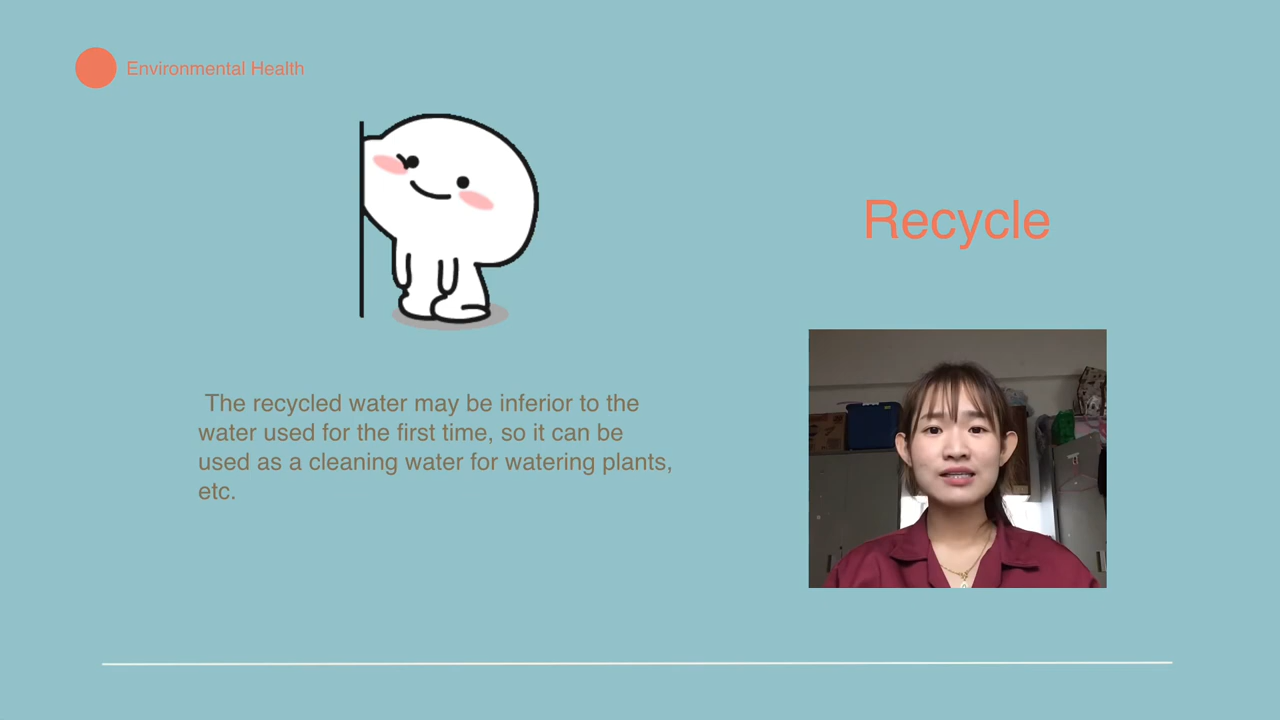 Environmental Health
Recycle
The recycled water may be inferior to the
water used for the first time, so it can be
used as a cleaning water for watering plants,
etc.